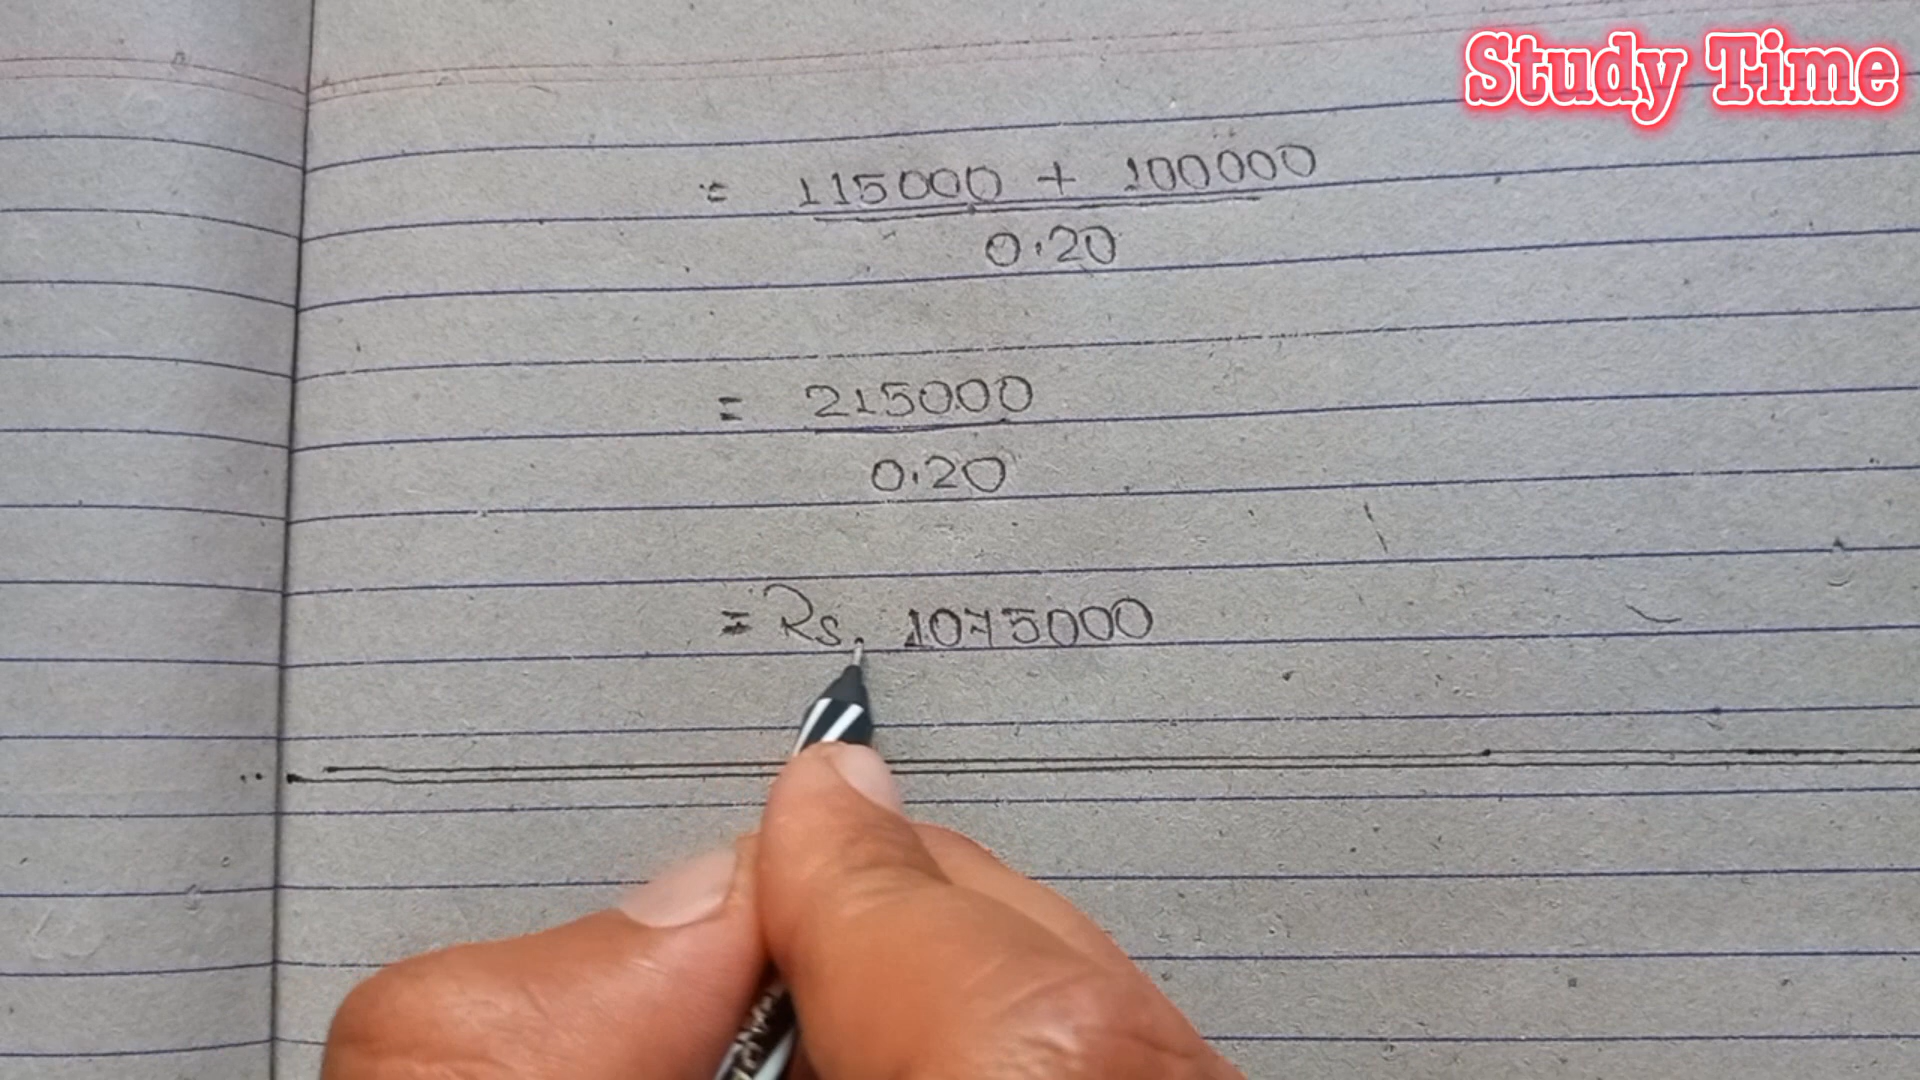 Study Time
= 115000 + 100000
0.20
= 215000
0.20
= Rs. 1075000